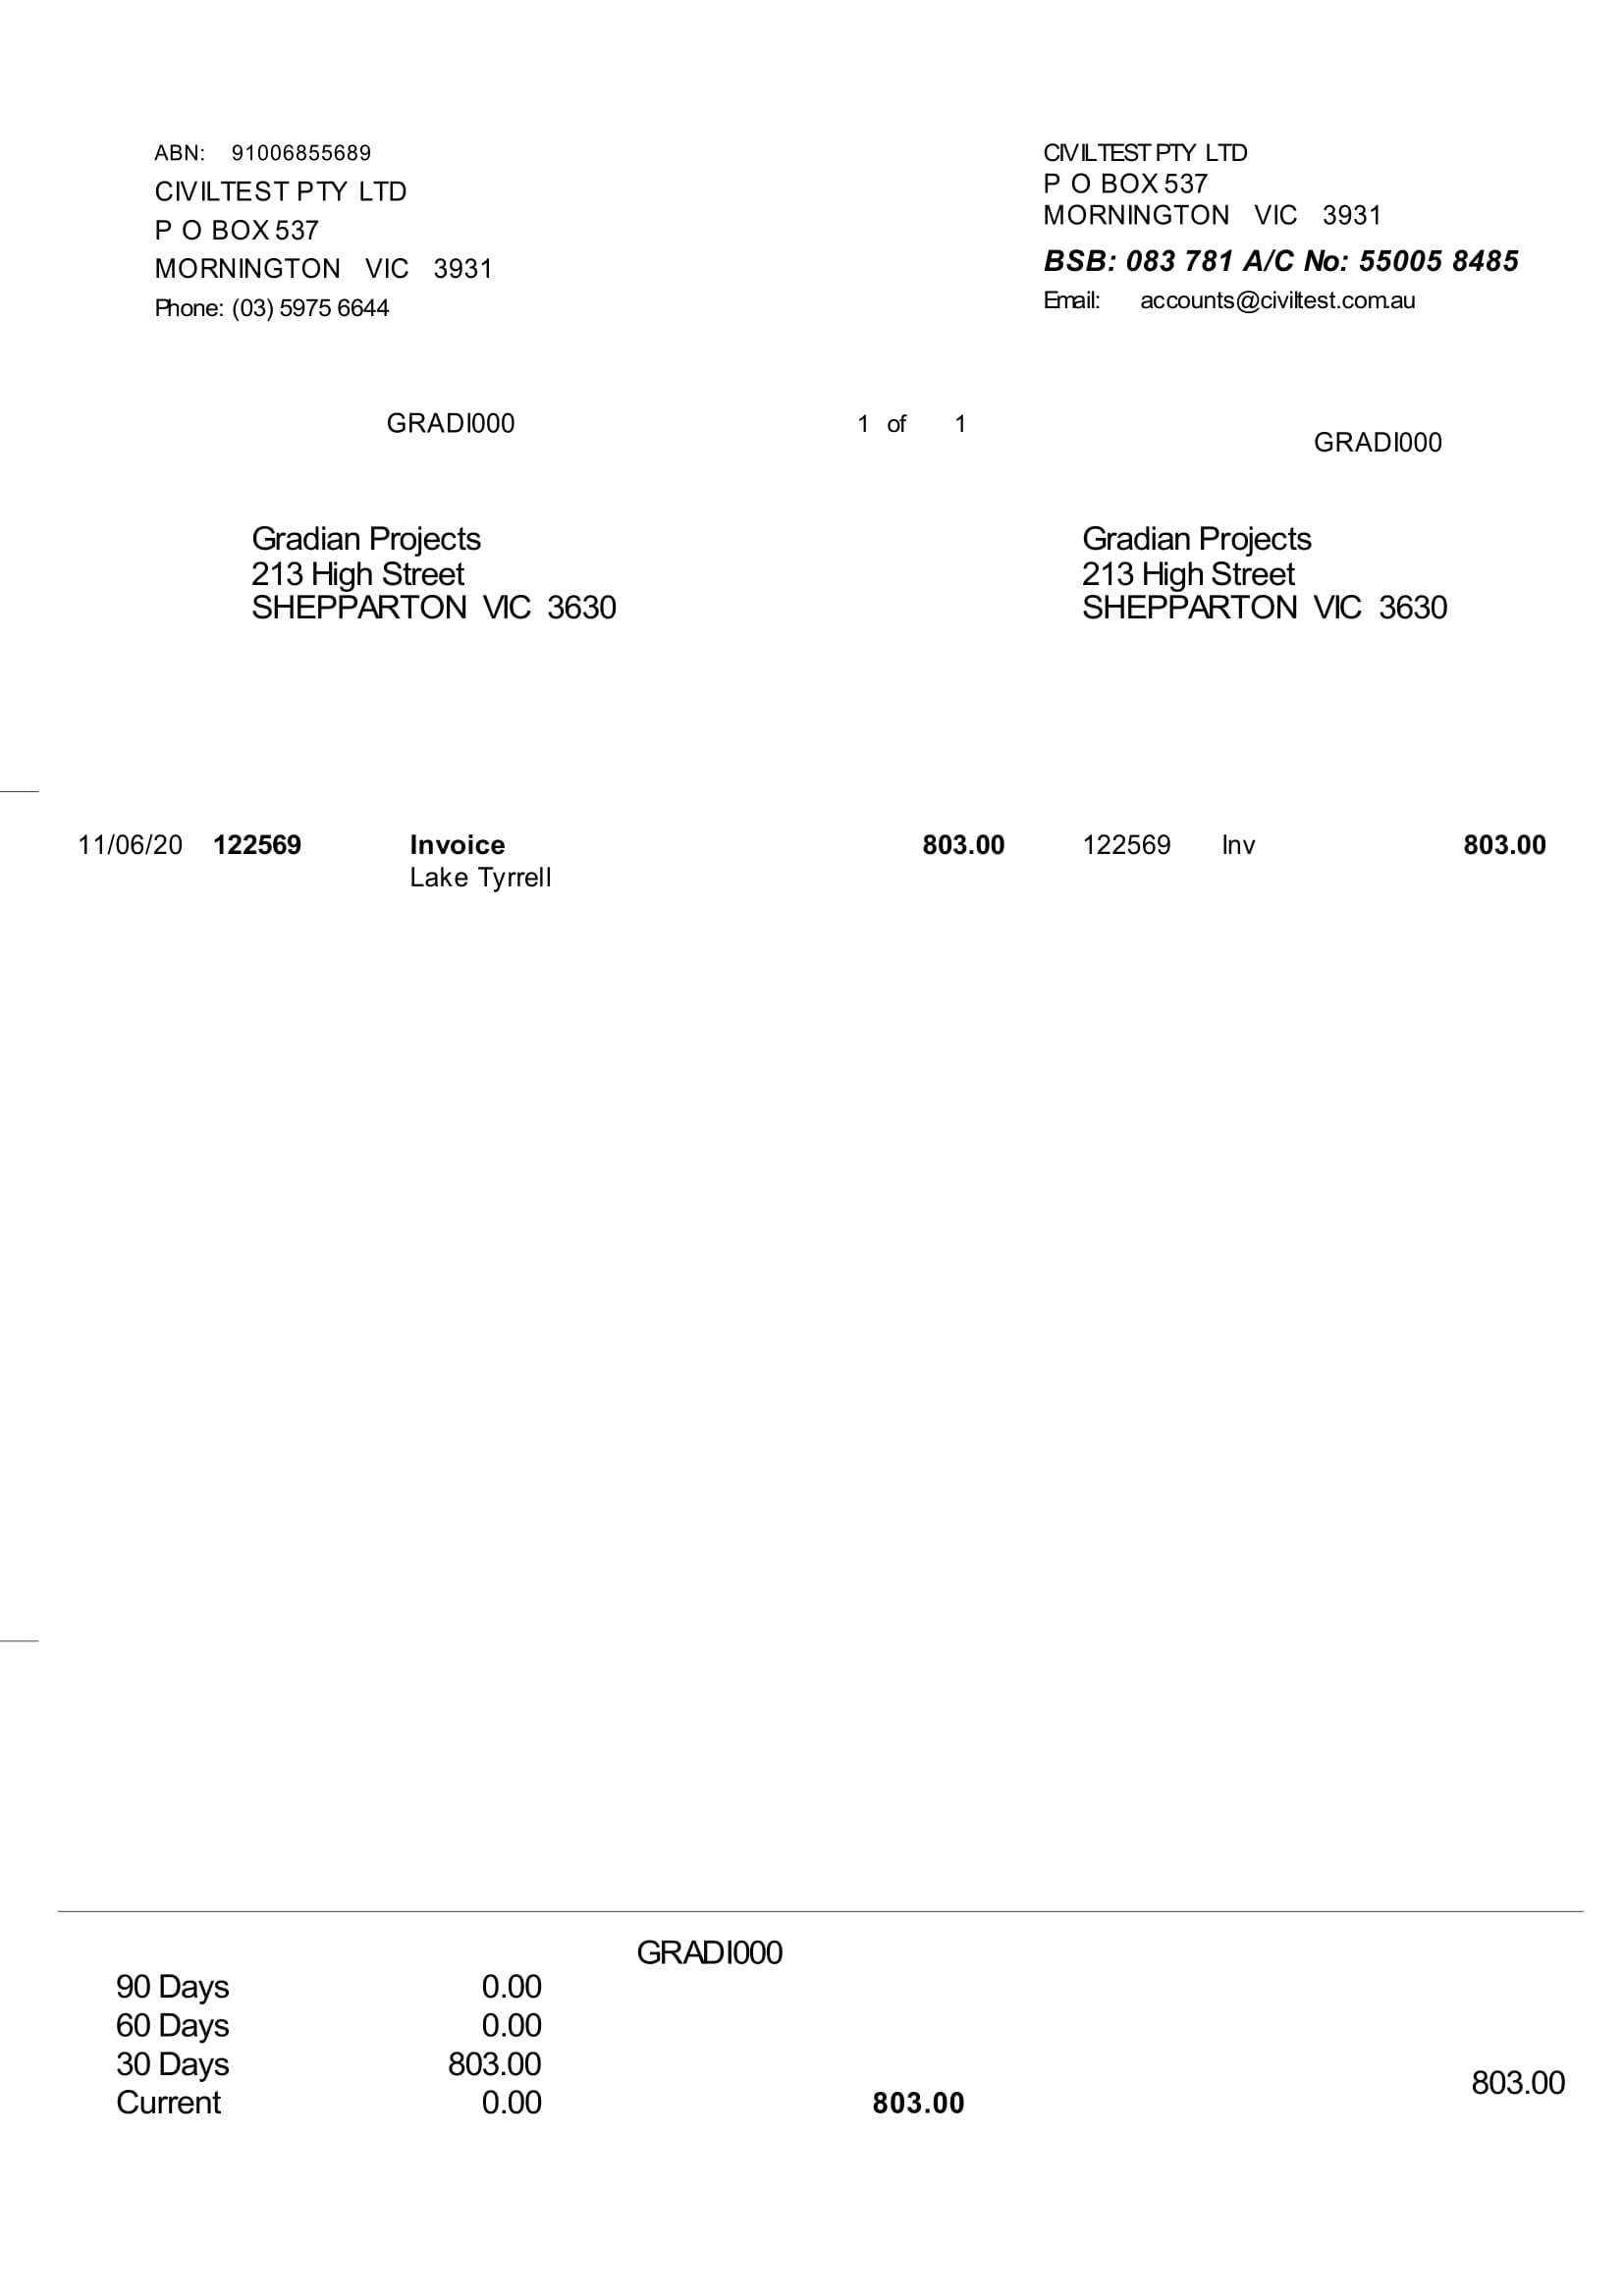 ABN: 91006855689
CIVILTEST PTY LTD
P O BOX 537
MORNINGTON VIC 3931
Phone: (03) 5975 6644
CIVILTEST PTY LTD
P O BOX 537
MORNINGTON VIC 3931
BSB: 083 781 A/C No: 55005 8485
Email: accounts@civiltest.com.au
GRADI000
1 of 1
GRADI000
Gradian Projects
213 High Street
SHEPPARTON VIC 3630
Gradian Projects
213 High Street
SHEPPARTON VIC 3630
11/06/20 122569 Invoice 803.00 122569 Inv 803.00
Lake Tyrrell
GRADI000
90 Days 0.00
60 Days 0.00
30 Days 803.00
803.00
Current 0.00 803.00